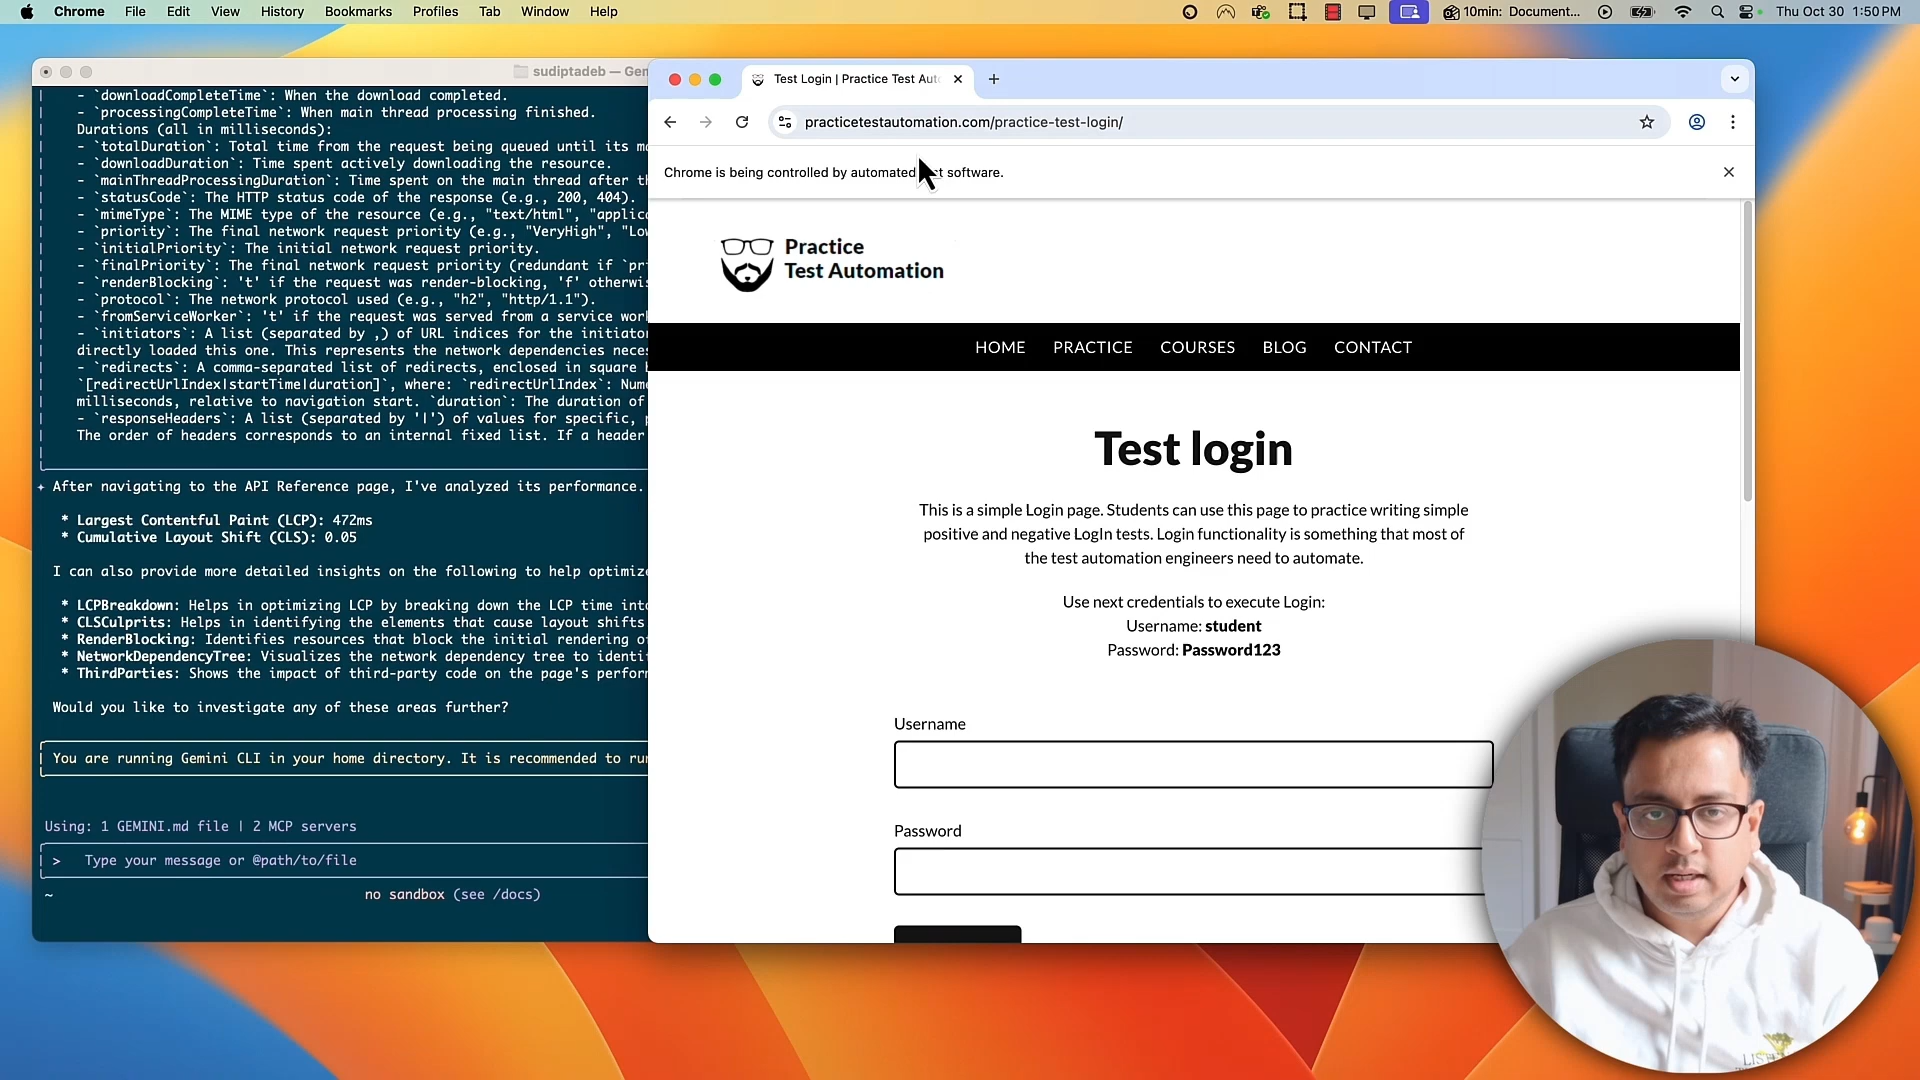 Chrome File Edit View History Bookmarks Profiles Tab Window Help
10min: Document... Thu Oct 30 1:50 PM
sudiptadeb — Gem
- `downloadCompleteTime`: When the download completed.
- `processingCompleteTime`: When main thread processing finished.
Durations (all in milliseconds):
- `totalDuration`: Total time from the request being queued until its
- `downloadDuration`: Time spent actively downloading the resource.
- `mainThreadProcessingDuration`: Time spent on the main thread after
- `statusCode`: The HTTP status code of the response (e.g., 200, 404).
- `mimeType`: The MIME type of the resource (e.g., "text/html",
- `priority`: The final network request priority (e.g., "VeryHigh",
- `initialPriority`: The initial network request priority.
- `finalPriority`: The final network request priority (redundant if
- `renderBlocking`: 't' if the request was render-blocking, 'f'
- `protocol`: The network protocol used (e.g., "h2", "http/1.1").
- `fromServiceWorker`: 't' if the request was served from a service
- `initiators`: A list (separated by ,) of URL indices for the
directly loaded this one. This represents the network dependencies
- `redirects`: A comma-separated list of redirects, enclosed in square
`[redirectUrlIndex|startTime|duration]`, where: `redirectUrlIndex`:
milliseconds, relative to navigation start. `duration`: The duration of
- `responseHeaders`: A list (separated by '|') of values for specific,
The order of headers corresponds to an internal fixed list. If a header
✦ After navigating to the API Reference page, I've analyzed its performance.
* Largest Contentful Paint (LCP): 472ms
* Cumulative Layout Shift (CLS): 0.05
I can also provide more detailed insights on the following to help
* LCPBreakdown: Helps in optimizing LCP by breaking down the LCP time
* CLSCulprits: Helps in identifying the elements that cause layout shifts
* RenderBlocking: Identifies resources that block the initial rendering
* NetworkDependencyTree: Visualizes the network dependency tree to
* ThirdParties: Shows the impact of third-party code on the page's
Would you like to investigate any of these areas further?
You are running Gemini CLI in your home directory. It is recommended to
Using: 1 GEMINI.md file | 2 MCP servers
> Type your message or @path/to/file
~ no sandbox (see /docs)
Test Login | Practice Test Aut
practicetestautomation.com/practice-test-login/
Chrome is being controlled by automated software.
Practice
Test Automation
HOME PRACTICE COURSES BLOG CONTACT
Test login
This is a simple Login page. Students can use this page to practice writing simple
positive and negative LogIn tests. Login functionality is something that most of
the test automation engineers need to automate.
Use next credentials to execute Login:
Username: student
Password: Password123
Username
Password